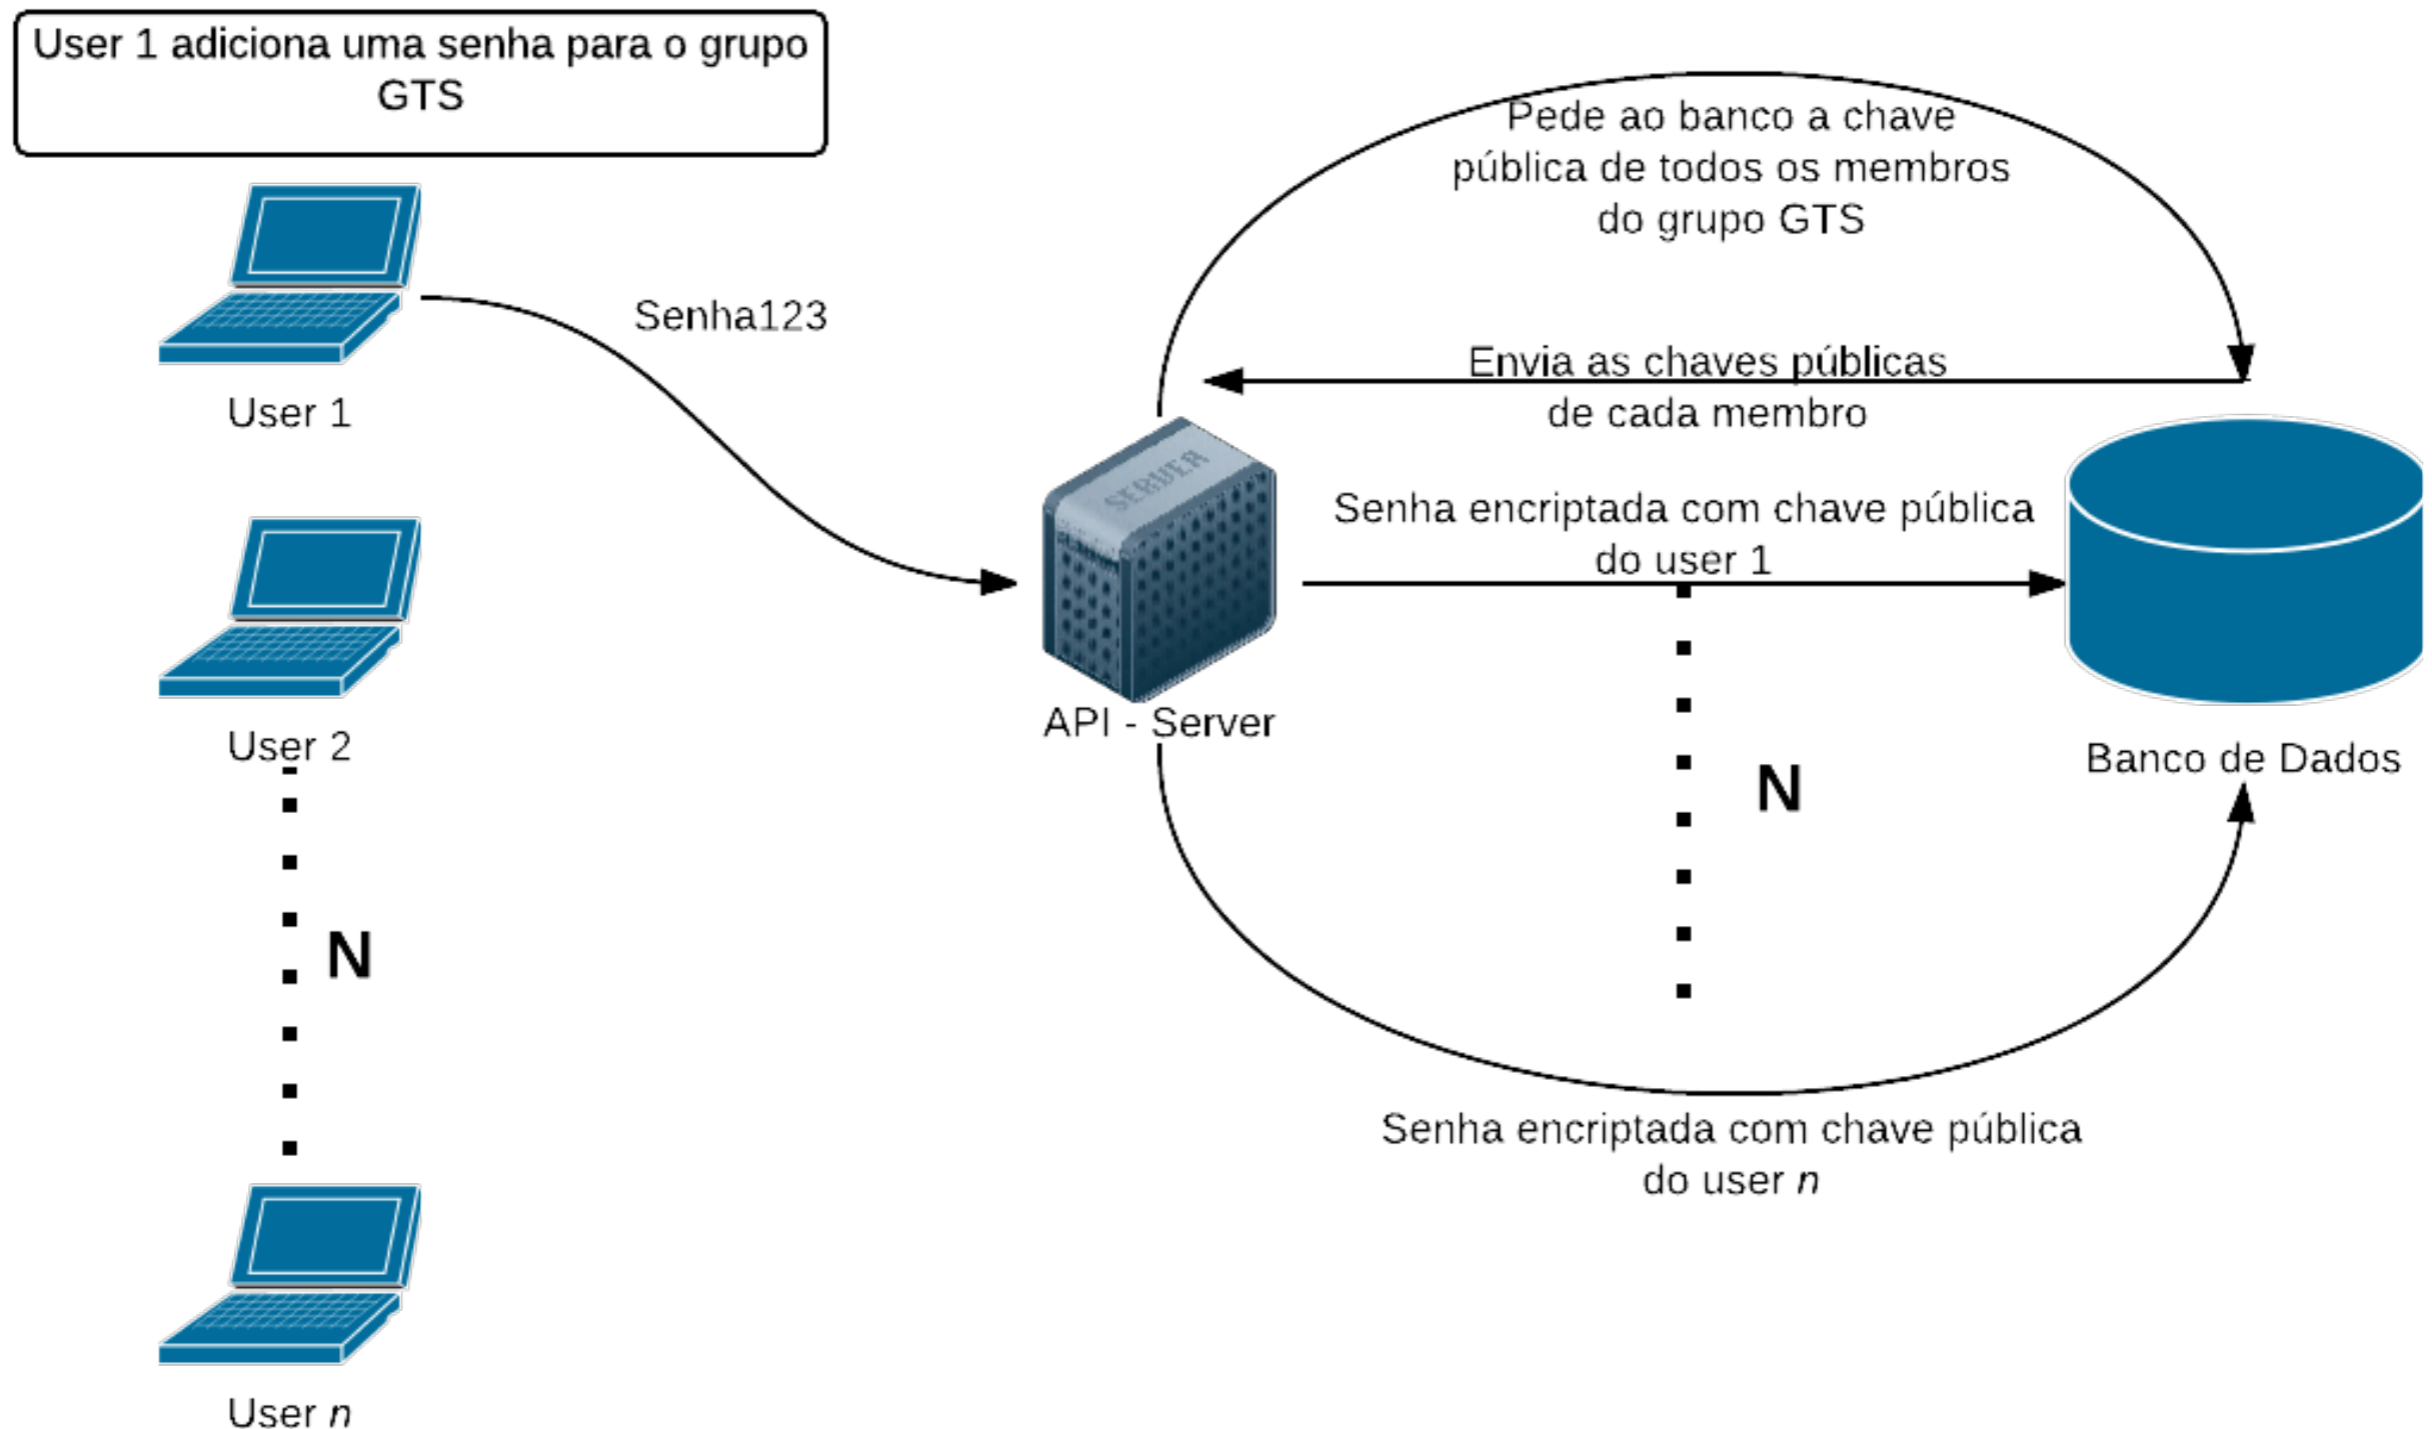 User 1 adiciona uma senha para o grupo
GTS
Pede ao banco a chave
pública de todos os membros
do grupo GTS
Senha123
Envia as chaves públicas
de cada membro
User 1
SERVER
Senha encriptada com chave pública
do user 1
API - Server
User 2
Banco de Dados
N
N
Senha encriptada com chave pública
do user n
User n